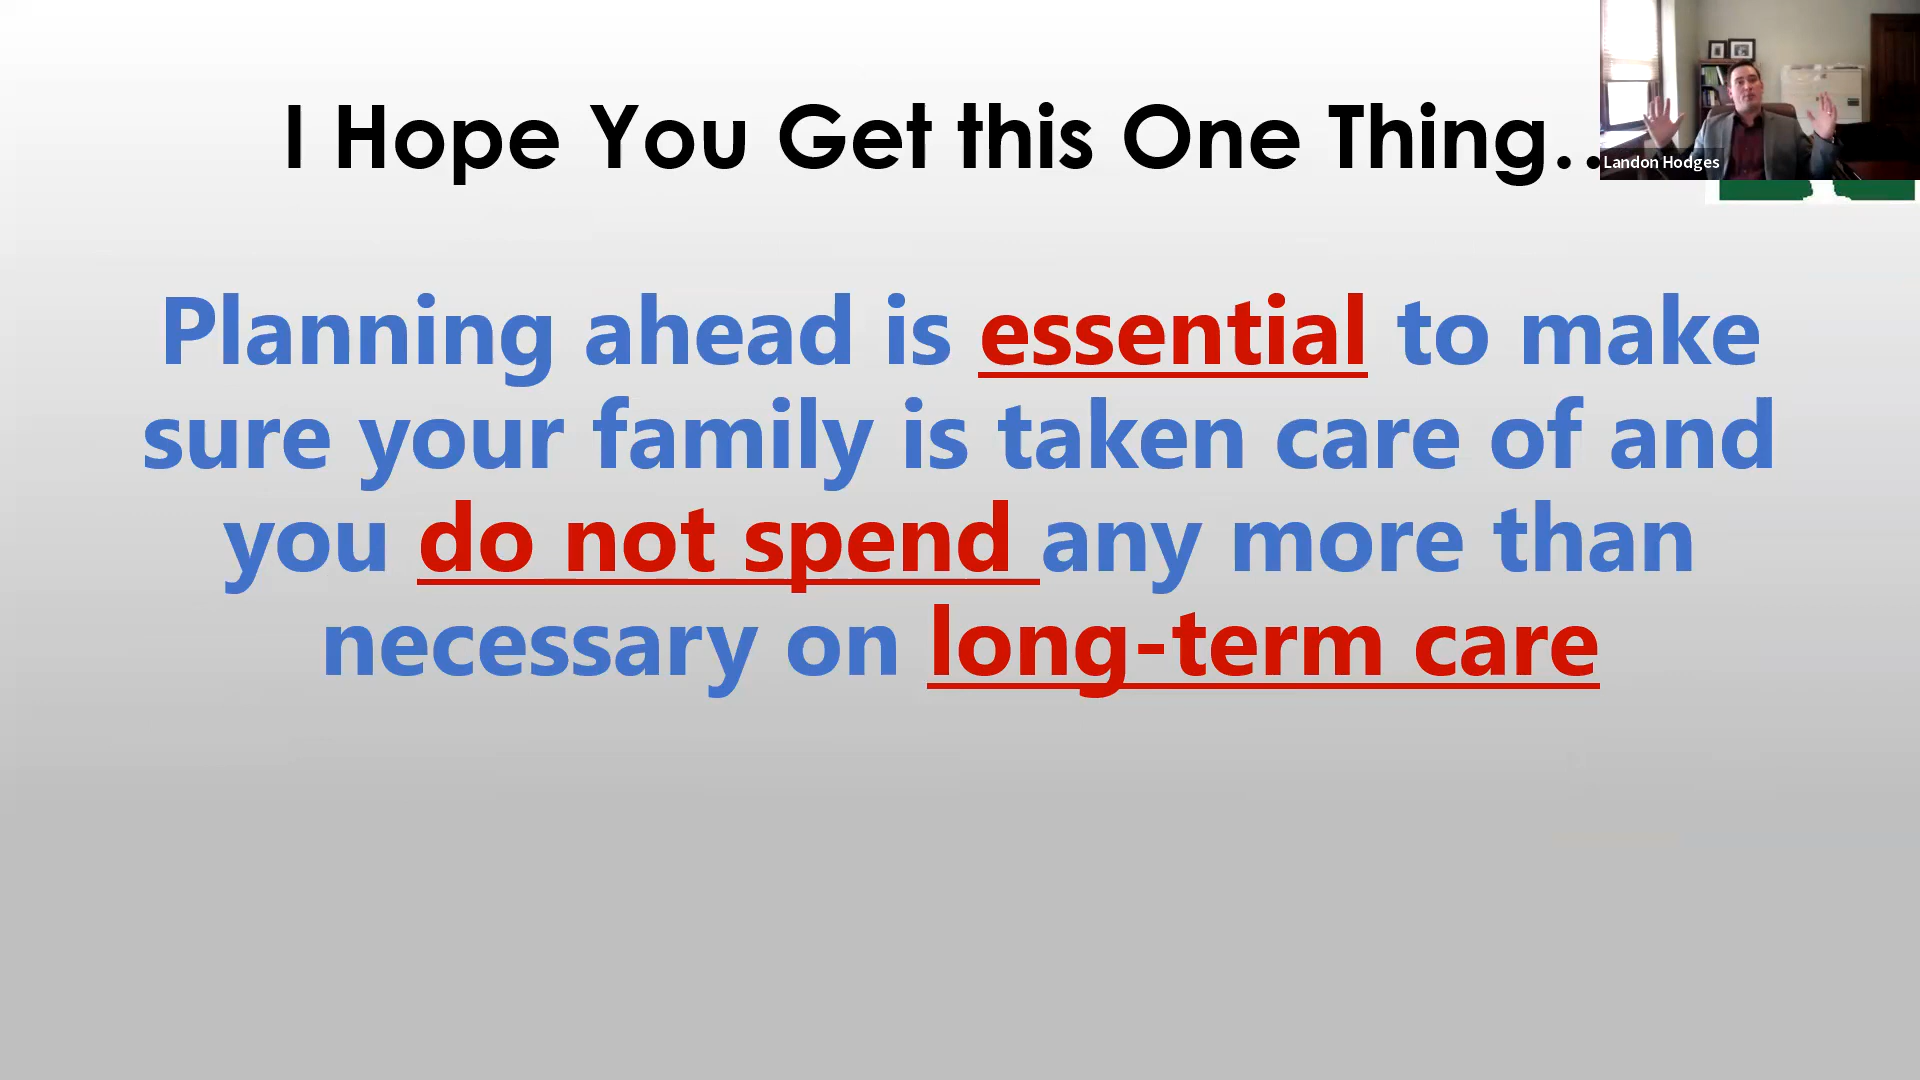 I Hope You Get this One Thing..
Landon Hodges
Planning ahead is essential to make
sure your family is taken care of and
you do not spend any more than
necessary on long-term care